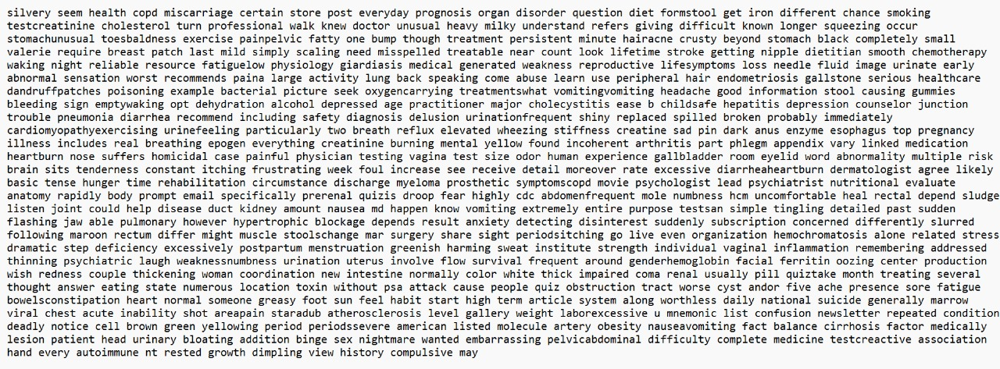 silvery seem health copd miscarriage certain store post everyday prognosis organ disorder question diet formstool get iron different chance smoking
testcreatinine cholesterol turn professional walk knew doctor unusual heavy milky understand refers giving difficult known longer squeezing occur
stomachunusual toesbaldness exercise painpelvic fatty one bump though treatment persistent minute hairacne crusty beyond stomach black completely small
valerie require breast patch last mild simply scaling need misspelled treatable near count look lifetime stroke getting nipple dietitian smooth chemotherapy
waking night reliable resource fatiguelow physiology giardiasis medical generated weakness reproductive lifesymptoms loss needle fluid image urinate early
abnormal sensation worst recommends paina large activity lung back speaking come abuse learn use peripheral hair endometriosis gallstone serious healthcare
dandruffpatches poisoning example bacterial picture seek oxygencarrying treatmentswhat vomitingvomiting headache good information stool causing gummies
bleeding sign emptywaking opt dehydration alcohol depressed age practitioner major cholecystitis ease b childsafe hepatitis depression counselor junction
trouble pneumonia diarrhea recommend including safety diagnosis delusion urinationfrequent shiny replaced spilled broken probably immediately
cardiomyopathyexercising urinefeeling particularly two breath reflux elevated wheezing stiffness creatine sad pin dark anus enzyme esophagus top pregnancy
illness includes real breathing epogen everything creatinine burning mental yellow found incoherent arthritis part phlegm appendix vary linked medication
heartburn nose suffers homicidal case painful physician testing vagina test size odor human experience gallbladder room eyelid word abnormality multiple risk
brain sits tenderness constant itching frustrating week foul increase see receive detail moreover rate excessive diarrheaheartburn dermatologist agree likely
basic tense hunger time rehabilitation circumstance discharge myeloma prosthetic symptomscopd movie psychologist lead psychiatrist nutritional evaluate
anatomy rapidly body prompt email specifically prerenal quizis droop fear highly cdc abdomenfrequent mole numbness hcm uncomfortable heal rectal depend sludge
listen joint could help disease duct kidney amount nausea md happen know vomiting extremely entire purpose testsan simple tingling detailed past sudden
flashing jaw able pulmonary however hypertrophic blockage depends result anxiety detecting disinterest suddenly subscription concerned differently slurred
following maroon rectum differ might muscle stoolschange mar surgery share sight periodsitching go live even organization hemochromatosis alone related stress
dramatic step deficiency excessively postpartum menstruation greenish harming sweat institute strength individual vaginal inflammation remembering addressed
thinning psychiatric laugh weaknessnumbness urination uterus involve flow survival frequent around genderhemoglobin facial ferritin oozing center production
wish redness couple thickening woman coordination new intestine normally color white thick impaired coma renal usually pill quiztake month treating several
thought answer eating state numerous location toxin without psa attack cause people quiz obstruction tract worse cyst andor five ache presence sore fatigue
bowelsconstipation heart normal someone greasy foot sun feel habit start high term article system along worthless daily national suicide generally marrow
viral chest acute inability shot areapain staradub atherosclerosis level gallery weight laborexcessive u mnemonic list confusion newsletter repeated condition
deadly notice cell brown green yellowing period periodssevere american listed molecule artery obesity nauseavomiting fact balance cirrhosis factor medically
lesion patient head urinary bloating addition binge sex nightmare wanted embarrassing pelvicabdominal difficulty complete medicine testcreactive association
hand every autoimmune nt rested growth dimpling view history compulsive may